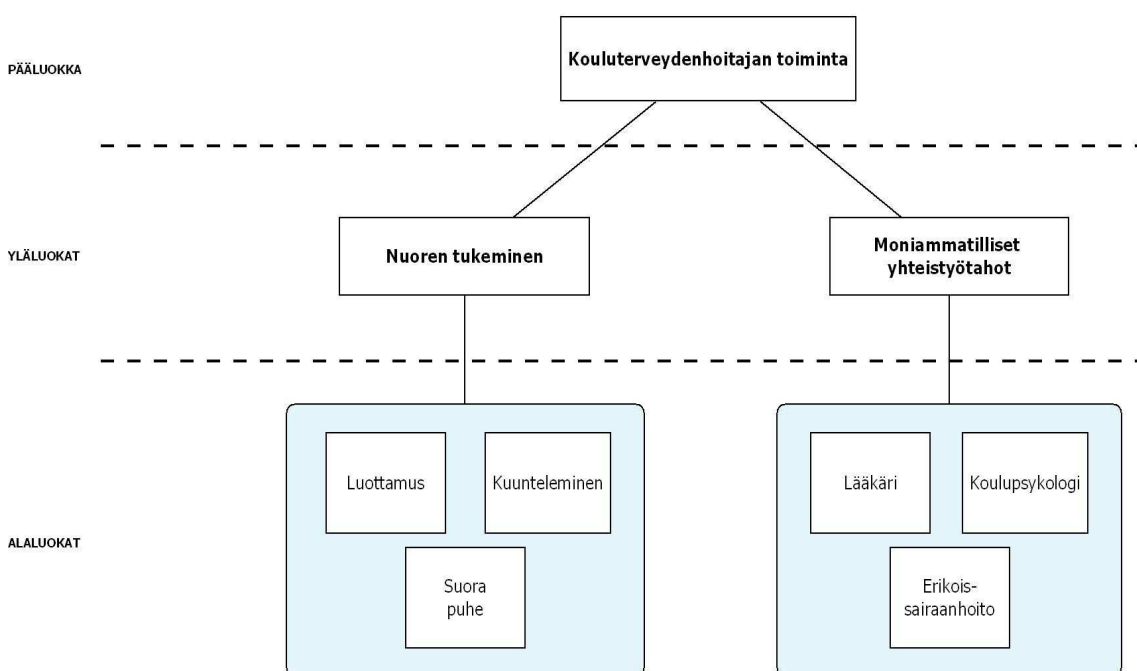 PÄÄLUOKKA
Kouluterveydenhoitajan toiminta
YLÄLUOKAT
Nuoren tukeminen
Moniammatilliset
yhteistyötahot
ALALUOKAT
Luottamus
Kuunteleminen
Suora
puhe
Lääkäri
Koulupsykologi
Erikois-
sairaanhoito